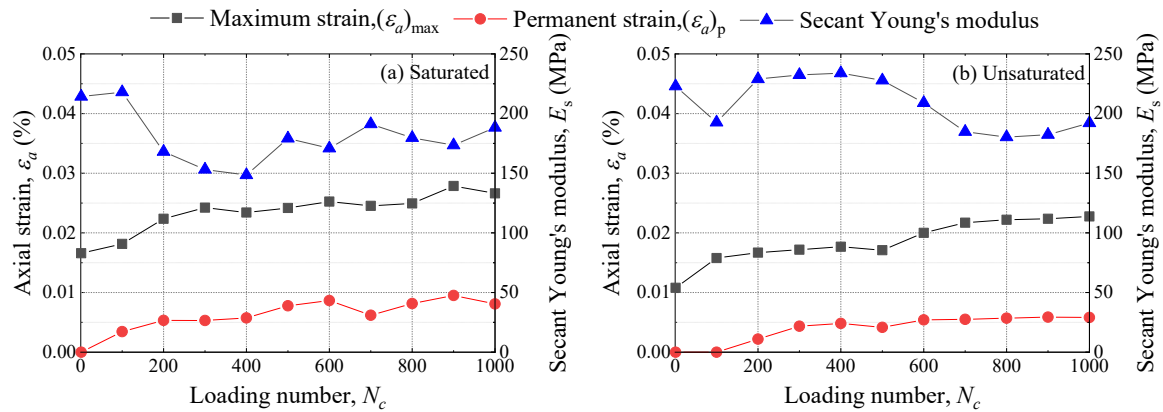 Maximum strain,(εa)max Permanent strain,(εa)p Secant Young's modulus
(a) Saturated
0.05
0.04
0.03
0.02
0.01
0.00
Axial strain, εa (%)
0 200 400 600 800 1000
Loading number, Nc
250
200
150
100
50
0
Secant Young's modulus, Es (MPa)
(b) Unsaturated
0.05
0.04
0.03
0.02
0.01
0.00
Axial strain, εa (%)
0 200 400 600 800 1000
Loading number, Nc
250
200
150
100
50
0
Secant Young's modulus, Es (MPa)